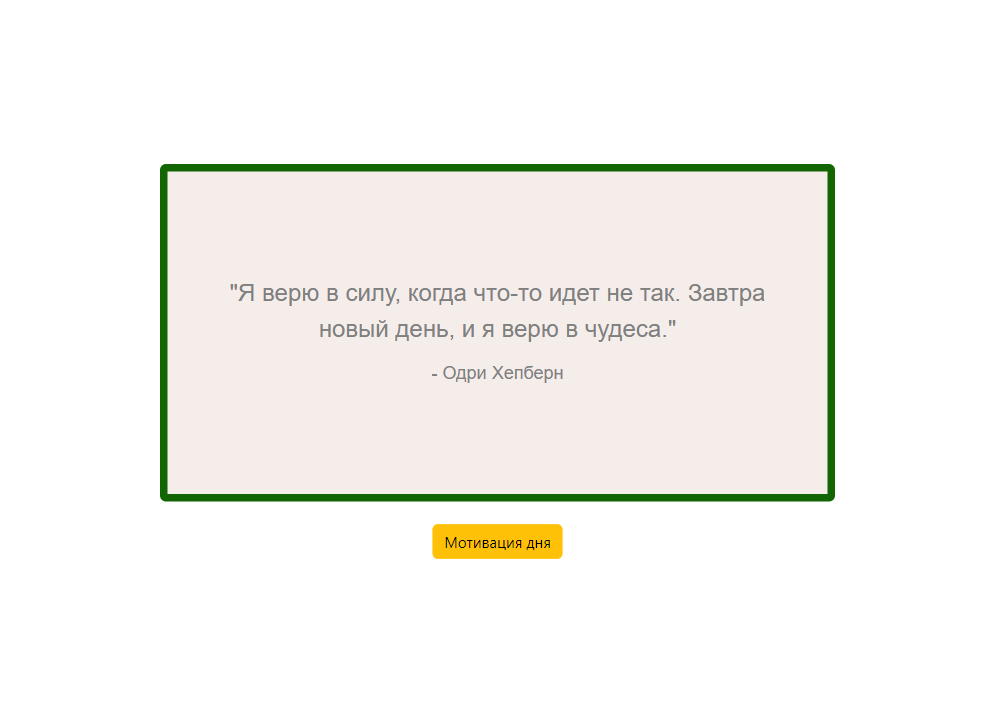 "Я верю в силу, когда что-то идет не так. Завтра
новый день, и я верю в чудеса."
- Одри Хепберн
Мотивация дня